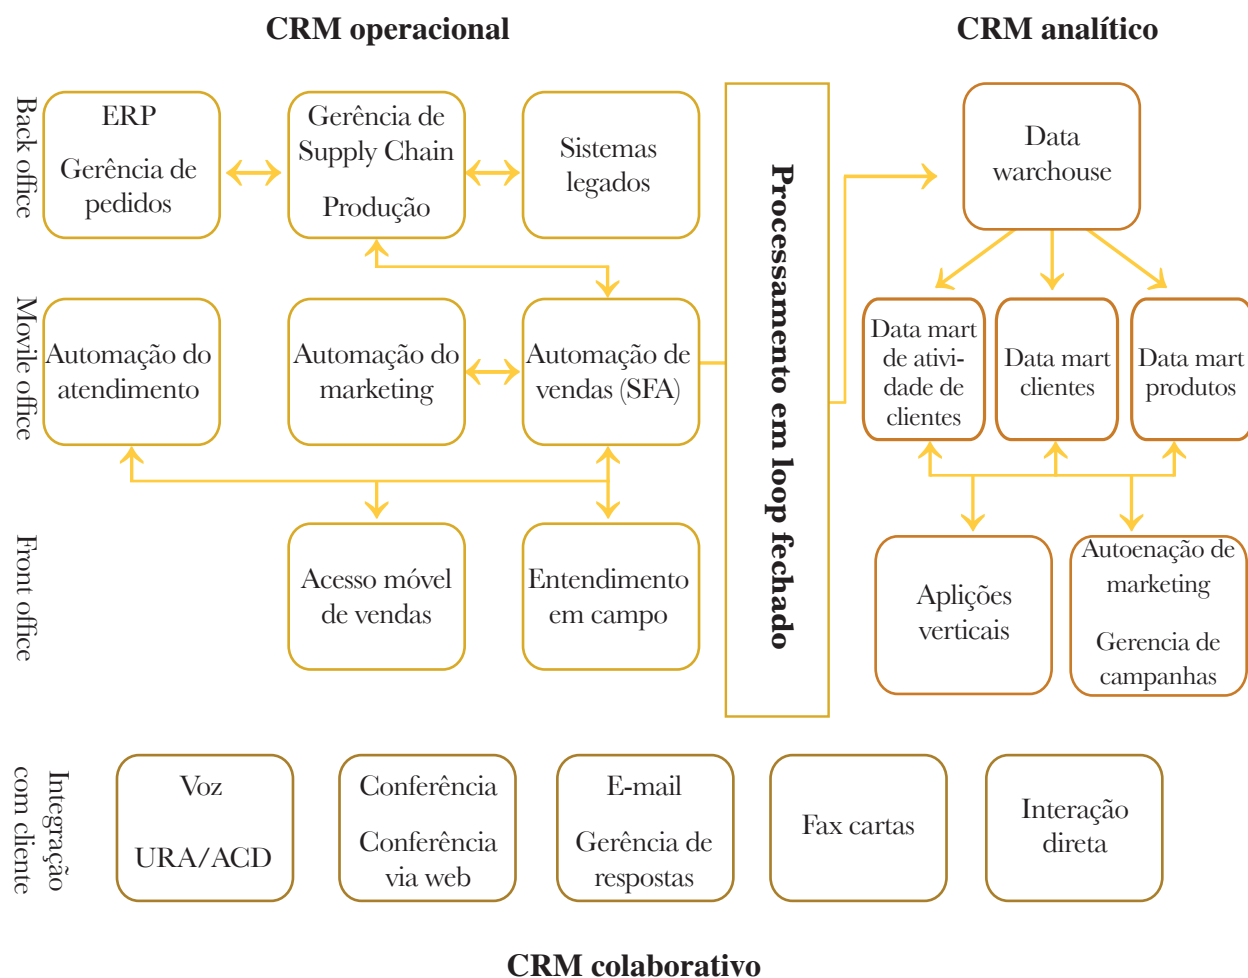 CRM operacional
CRM analítico
Back office
ERP
Gerência de
pedidos
Gerência de
Supply Chain
Produção
Sistemas
legados
Processamento em loop fechado
Data
warchouse
Movile office
Automação do
atendimento
Automação do
marketing
Automação de
vendas (SFA)
Data mart
de ativi-
dade de
clientes
Data mart
clientes
Data mart
produtos
Front office
Acesso móvel
de vendas
Entendimento
em campo
Aplições
verticais
Autoenação de
marketing
Gerencia de
campanhas
Integração
com cliente
Voz
URA/ACD
Conferência
Conferência
via web
E-mail
Gerência de
respostas
Fax cartas
Interação
direta
CRM colaborativo